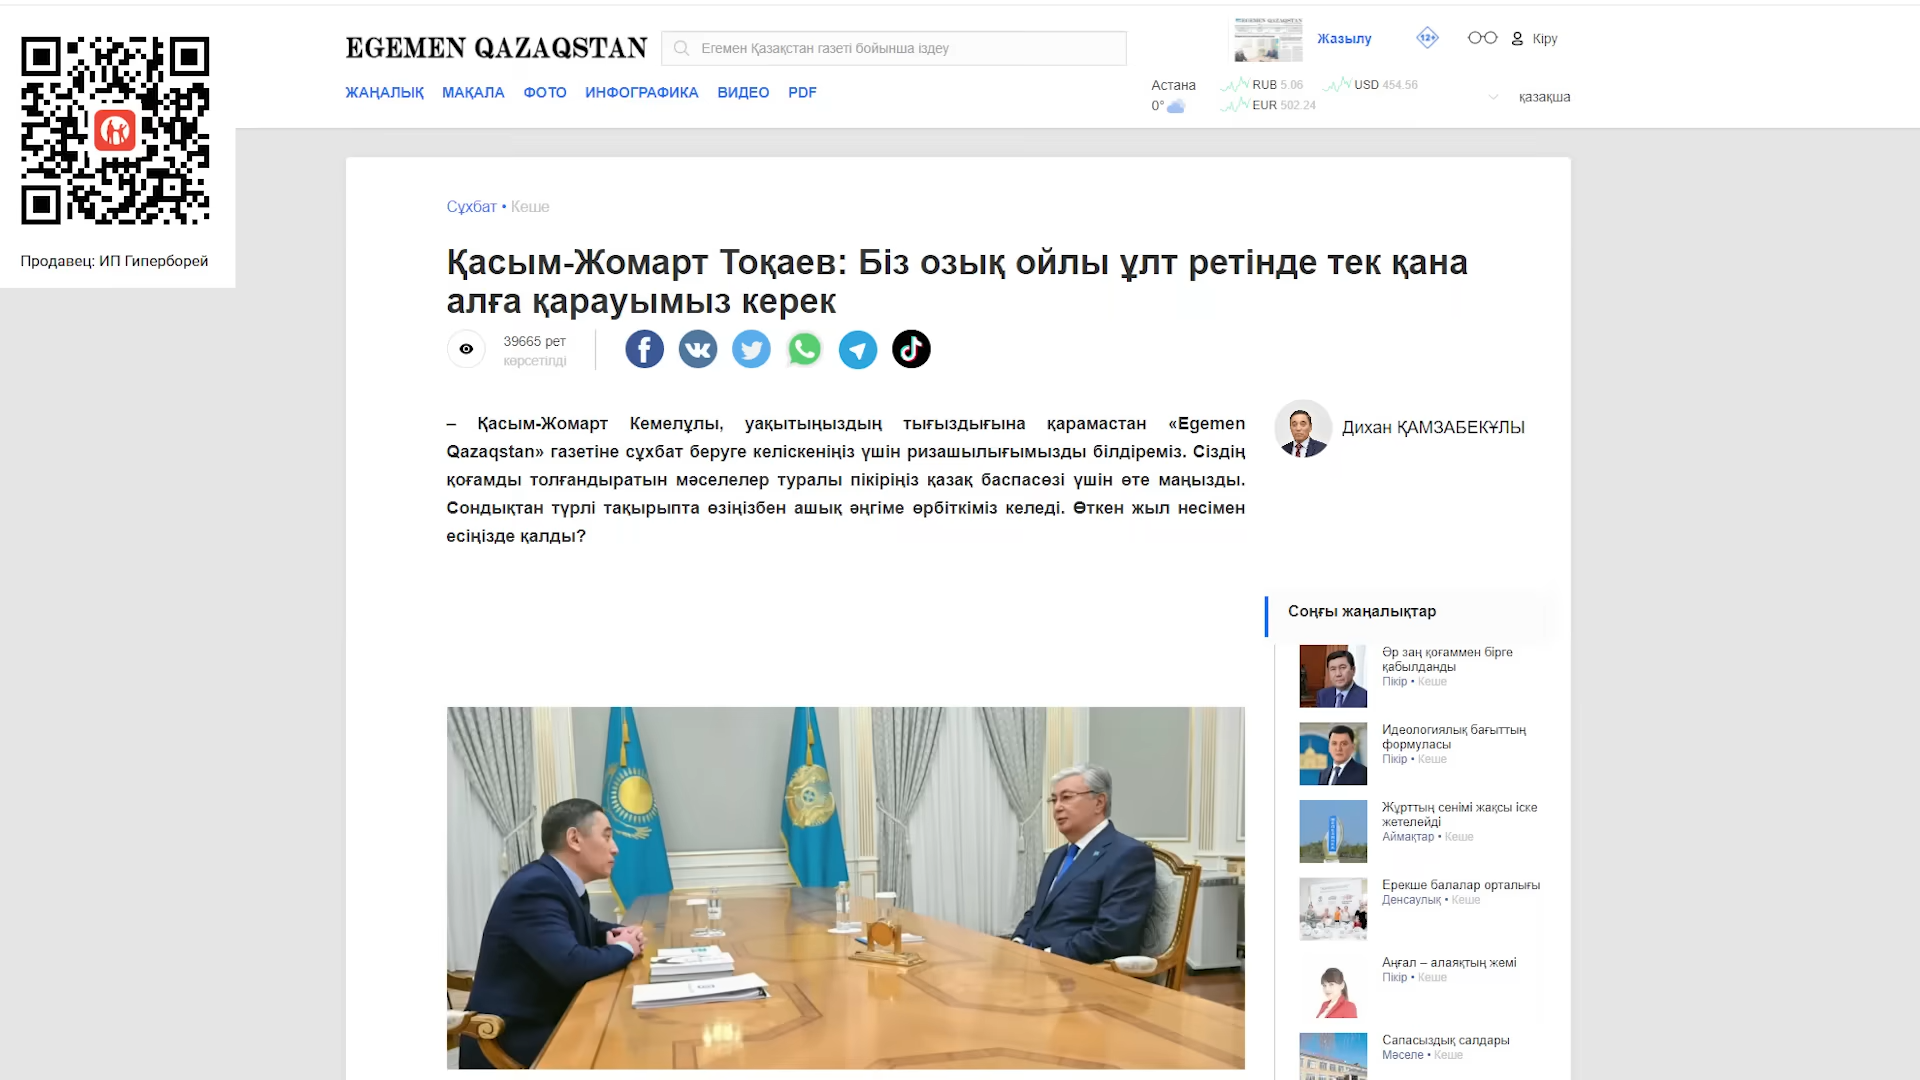 EGEMEN QAZAQSTAN
Егемен Қазақстан газеті бойынша іздеу
Жазылу
12+
Кіру
ЖАҢАЛЫҚ МАҚАЛА ФОТО ИНФОГРАФИКА ВИДЕО PDF
Астана
0°
RUB 5.06
USD 454.56
EUR 502.24
қазақша
Продавец: ИП Гиперборей
Сұхбат • Кеше
Қасым-Жомарт Тоқаев: Біз озық ойлы ұлт ретінде тек қана
алға қарауымыз керек
39665 рет
көрсетілді
– Қасым-Жомарт Кемелұлы, уақытыңыздың тығыздығына қарамастан «Egemen
Qazaqstan» газетіне сұхбат беруге келіскеніңіз үшін ризашылығымызды білдіреміз. Сіздің
қоғамды толғандыратын мәселелер туралы пікіріңіз қазақ баспасөзі үшін өте маңызды.
Сондықтан түрлі тақырыпта өзіңізбен ашық әңгіме өрбіткіміз келеді. Өткен жыл несімен
есіңізде қалды?
Дихан ҚАМЗАБЕКҰЛЫ
Соңғы жаңалықтар
Әр заң қоғаммен бірге
қабылданды
Пікір • Кеше
Идеологиялық бағыттың
формуласы
Пікір • Кеше
Жұрттың сенімі жақсы іске
жетелейді
Аймақтар • Кеше
Ерекше балалар орталығы
Денсаулық • Кеше
Аңғал – алаяқтың жемі
Пікір • Кеше
Сапасыздық салдары
Мәселе • Кеше